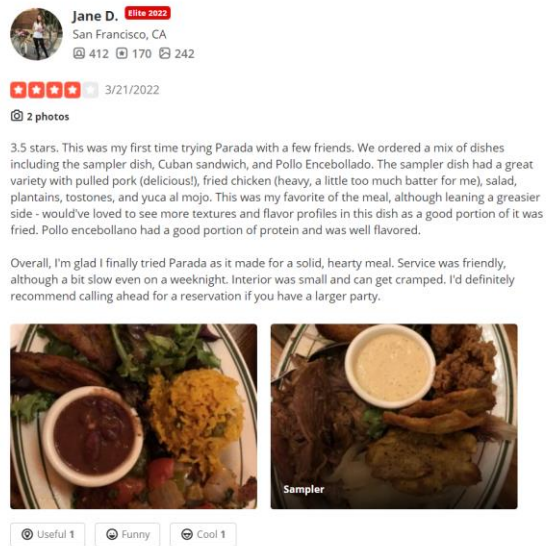 Jane D. Elite 2022
San Francisco, CA
412 170 242
3/21/2022
2 photos
3.5 stars. This was my first time trying Parada with a few friends. We ordered a mix of dishes
including the sampler dish, Cuban sandwich, and Pollo Encebollado. The sampler dish had a great
variety with pulled pork (delicious!), fried chicken (heavy, a little too much batter for me), salad,
plantains, tostones, and yuca al mojo. This was my favorite of the meal, although leaning a greasier
side - would've loved to see more textures and flavor profiles in this dish as a good portion of it was
fried. Pollo encebollano had a good portion of protein and was well flavored.
Overall, I'm glad I finally tried Parada as it made for a solid, hearty meal. Service was friendly,
although a bit slow even on a weeknight. Interior was small and can get cramped. I'd definitely
recommend calling ahead for a reservation if you have a larger party.
Sampler
Useful 1 Funny Cool 1